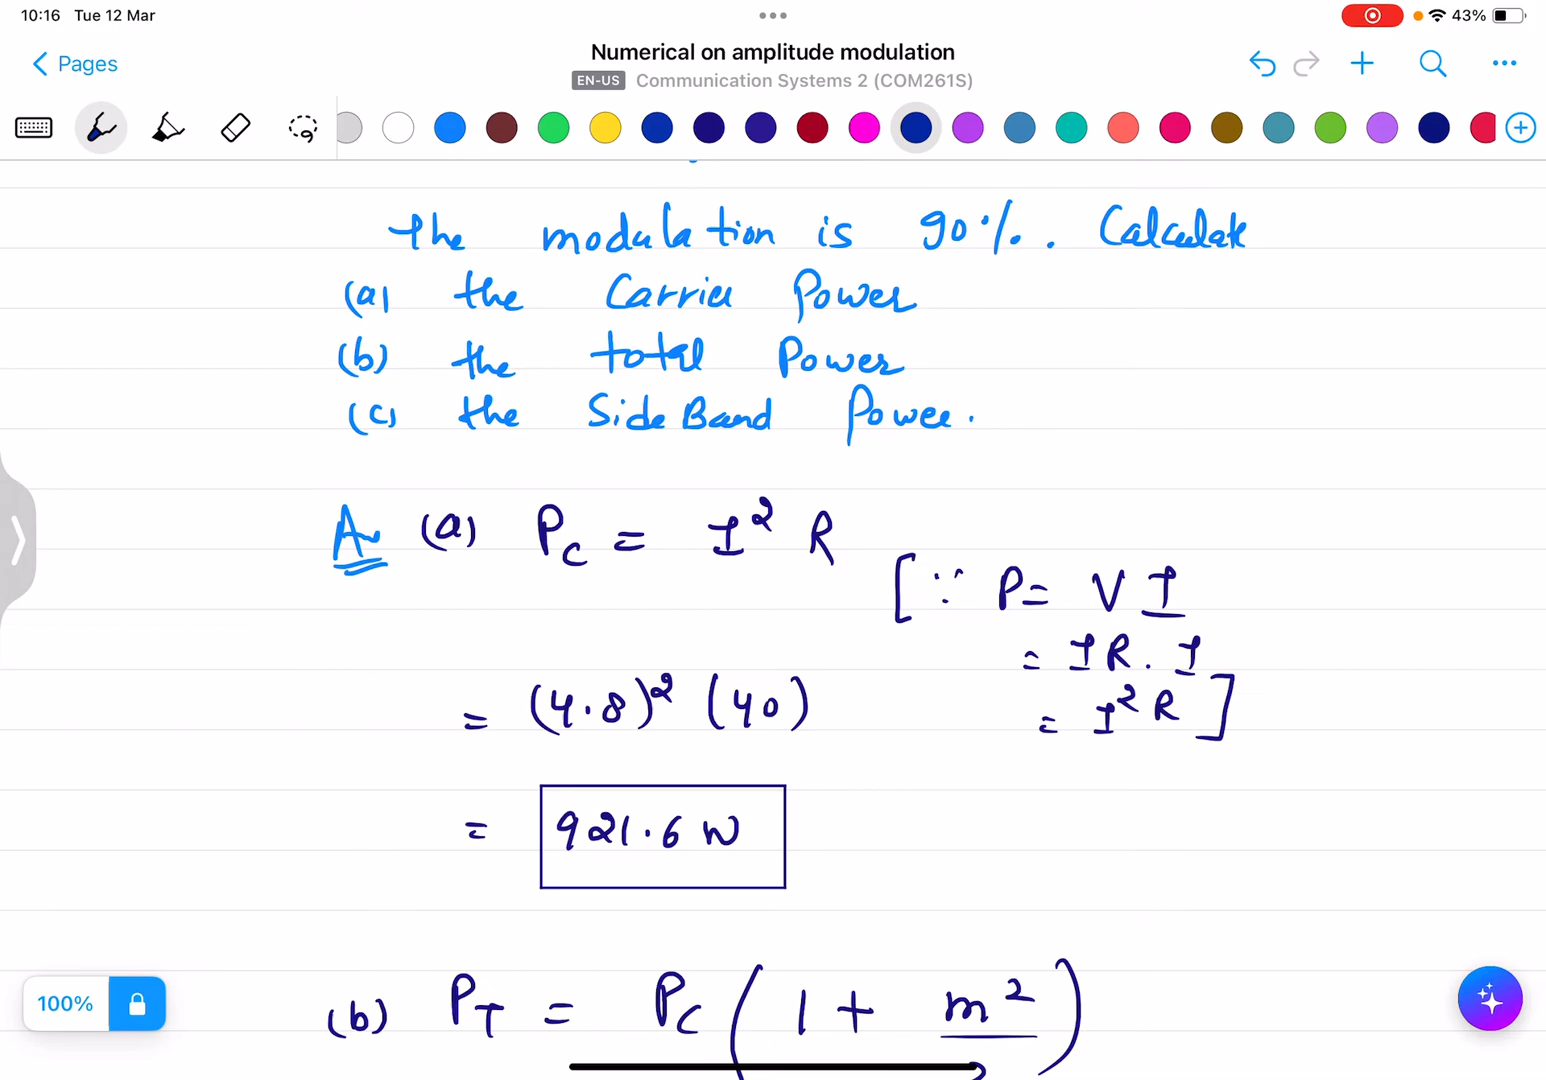 10:16 Tue 12 Mar
43%
Pages
Numerical on amplitude modulation
EN-US Communication Systems 2 (COM261S)
the modulation is 90%. Calculate
(a) the Carrier Power
(b) the total Power
(c) the Side Band Power.
(a) Pc = I² R
[∵ P = V I
= I R . I
= I² R ]
= (4.8)² (40)
= 921.6 W
100%
(b) PT = Pc ( 1 + m²